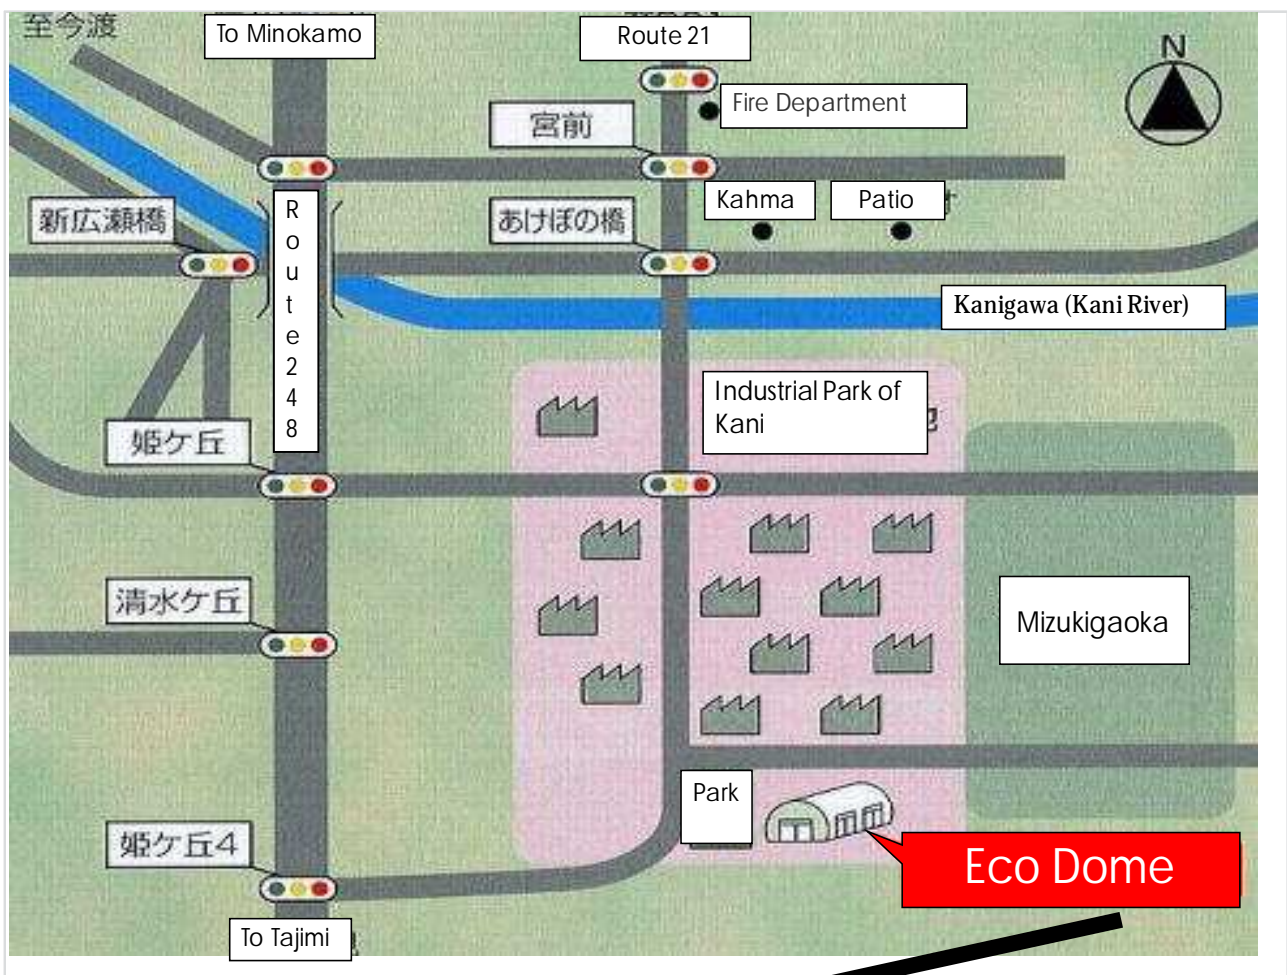 至今渡
To Minokamo
Route 21
N
Fire Department
宮前
Kahma
Patio
新広瀬橋
Route248
あけぼの橋
Kanigawa (Kani River)
Industrial Park of
Kani
姫ケ丘
清水ケ丘
Mizukigaoka
Park
姫ケ丘4
Eco Dome
To Tajimi